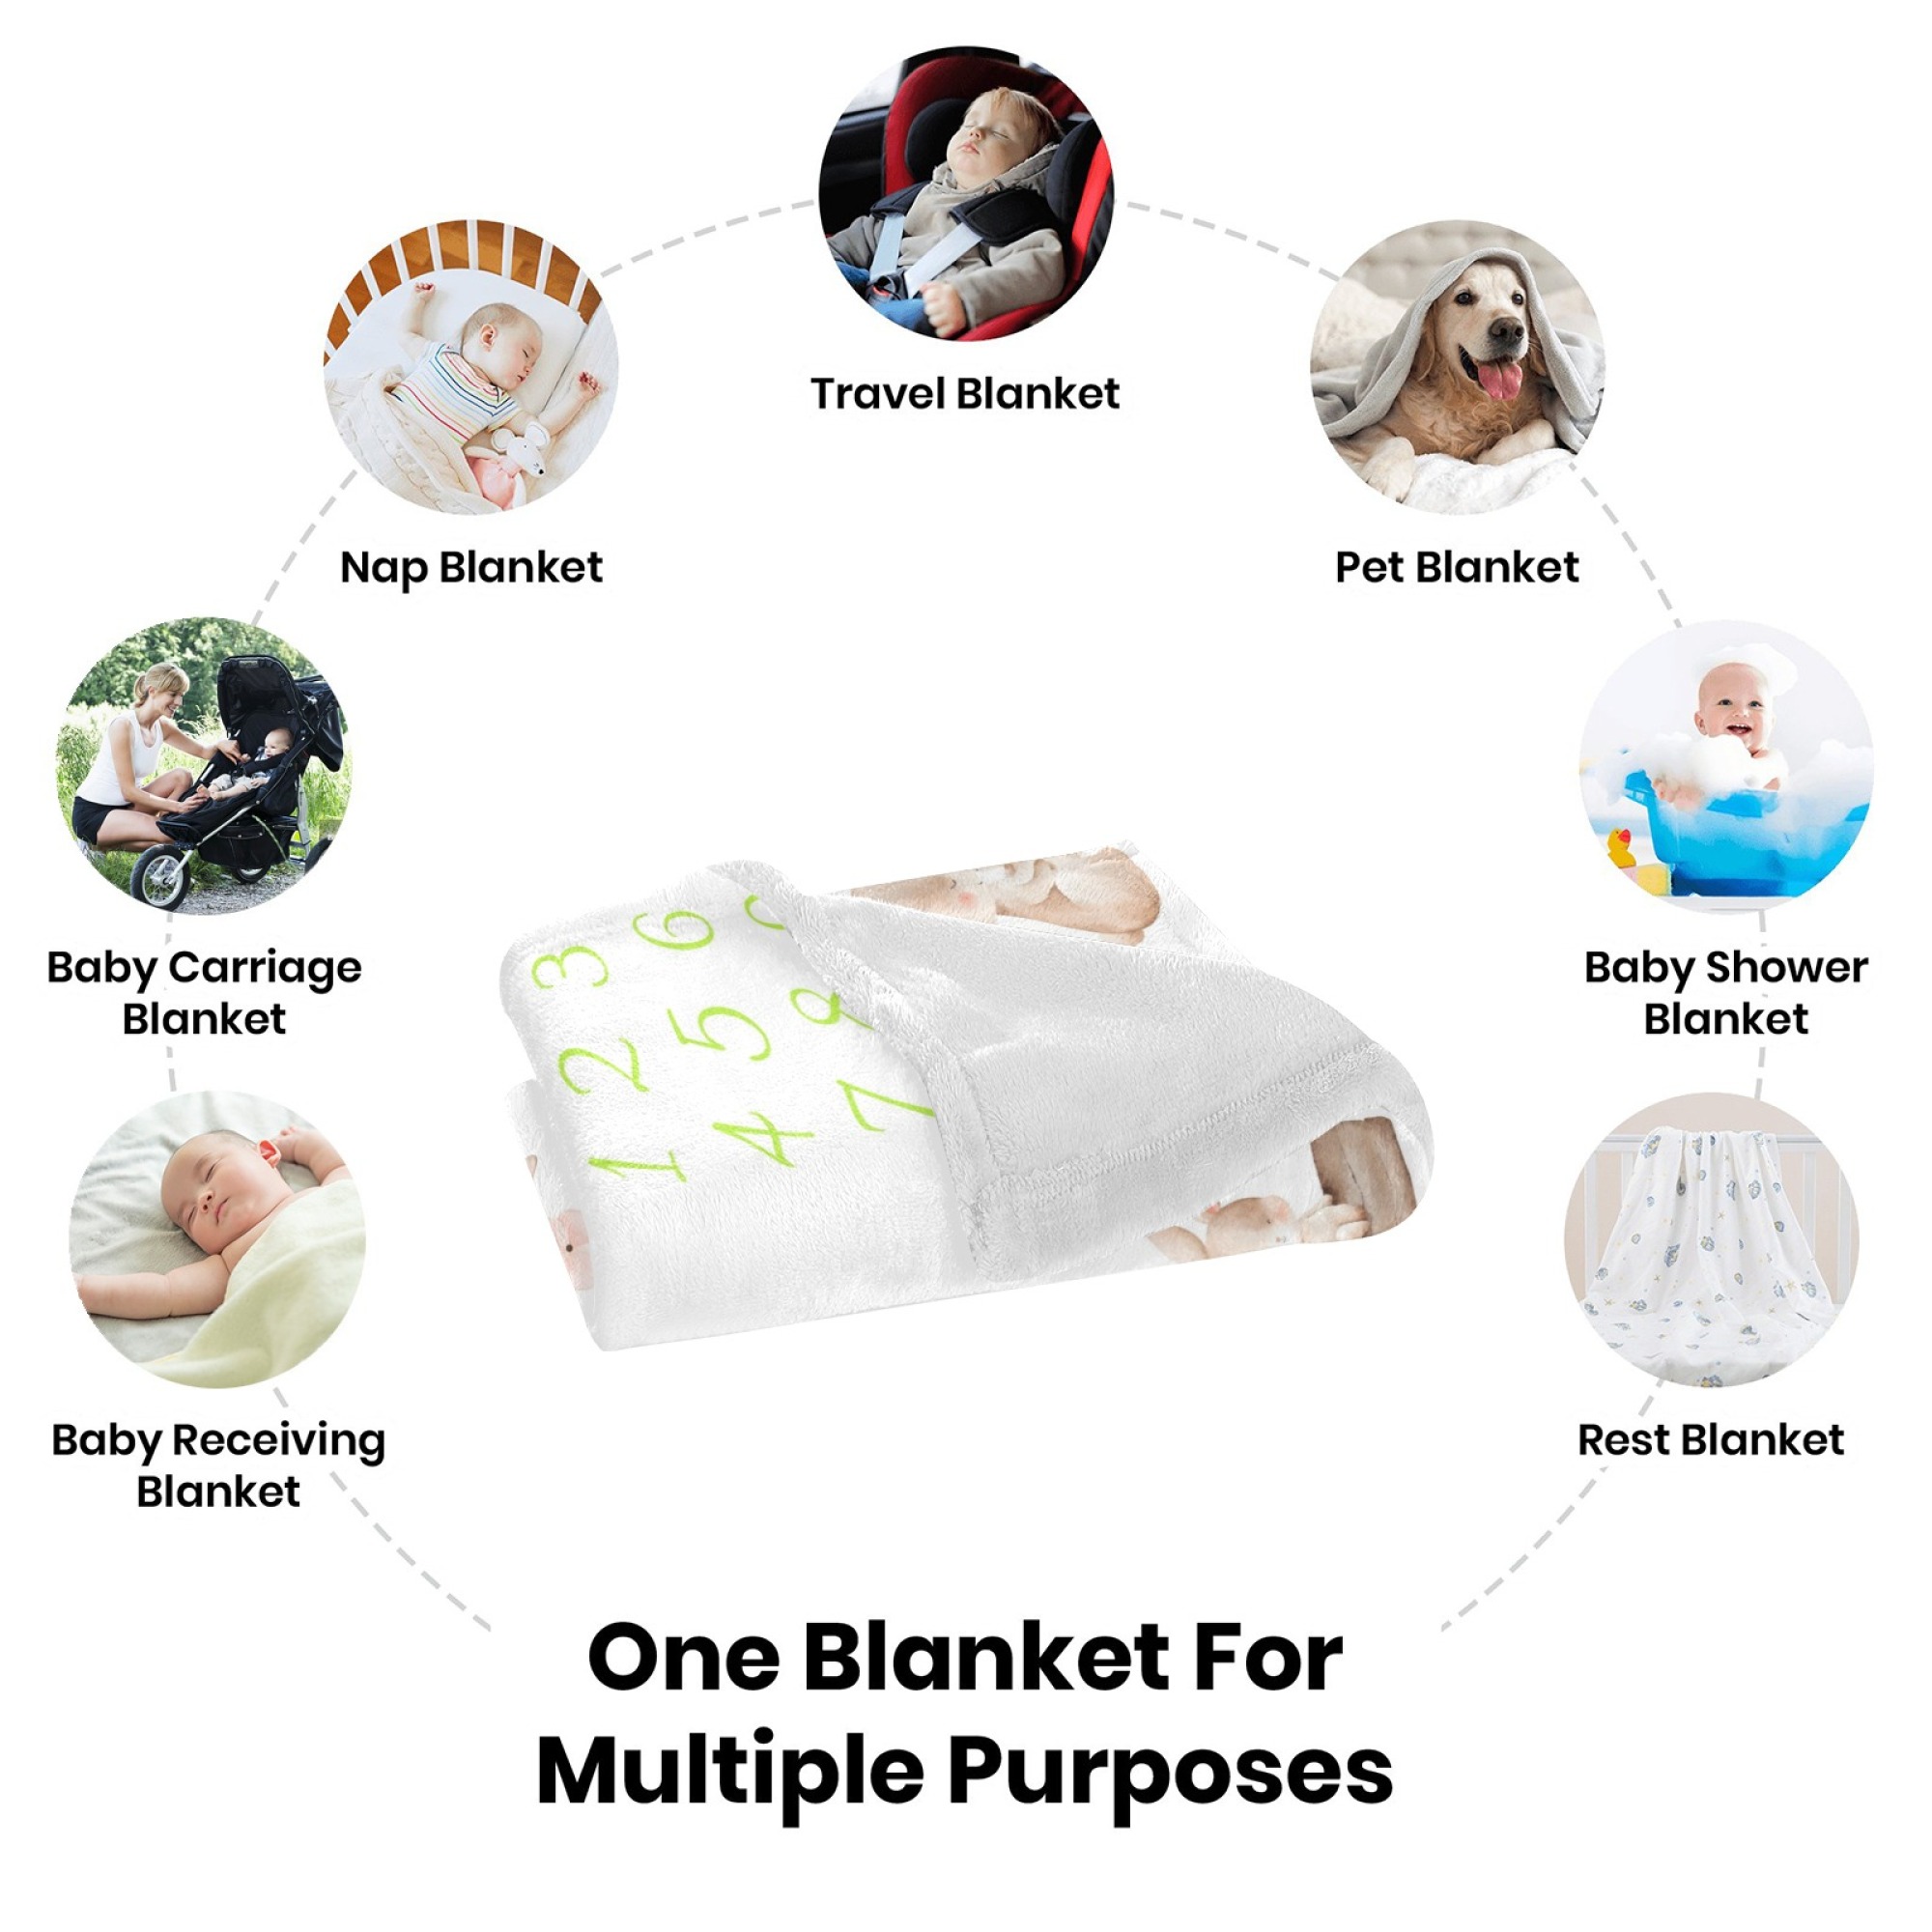 Travel Blanket
Nap Blanket
Pet Blanket
Baby Carriage
Blanket
Baby Shower
Blanket
3 6
2 5
1 4 7
Baby Receiving
Blanket
Rest Blanket
One Blanket For
Multiple Purposes